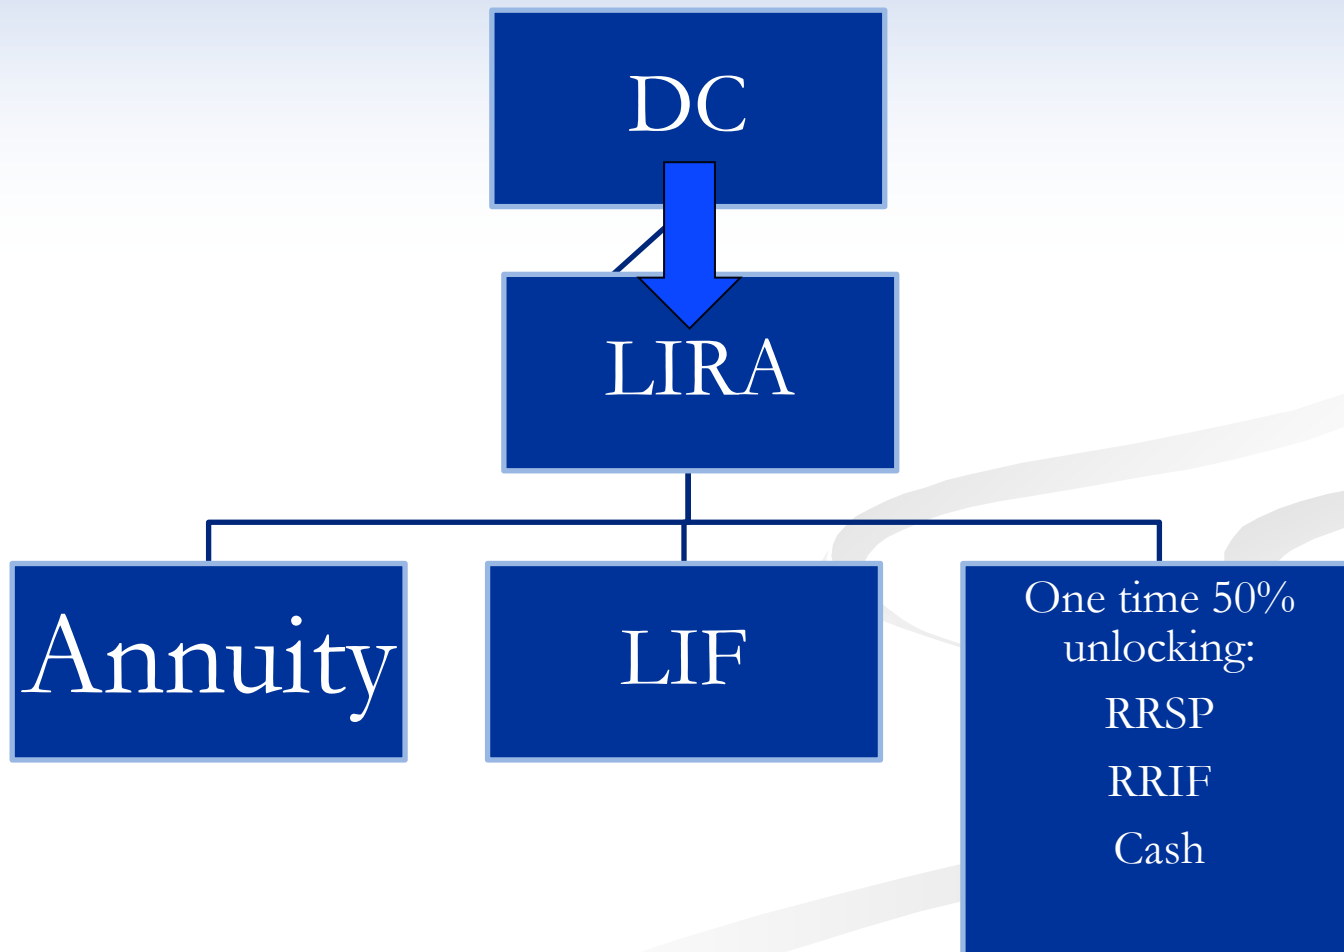 DC
LIRA
Annuity
LIF
One time 50%
unlocking:
RRSP
RRIF
Cash